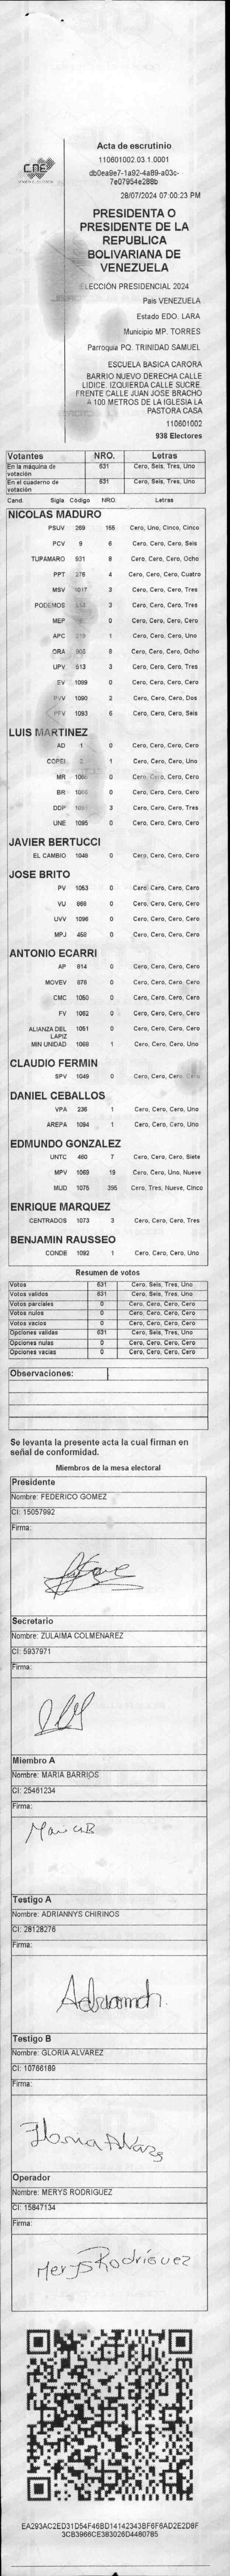 CNE
Acta de escrutinio
110601002.03.1.0001
db0ea9e7-1a92-4a89-a03c-
7e07954e288b
28/07/2024 07:00:23 PM
PRESIDENTA O
PRESIDENTE DE LA
REPUBLICA
BOLIVARIANA DE
VENEZUELA
ELECCIÓN PRESIDENCIAL 2024
Pais VENEZUELA
Estado EDO. LARA
Municipio MP. TORRES
Parroquia PQ. TRINIDAD SAMUEL
ESCUELA BASICA CARORA
BARRIO NUEVO DERECHA CALLE
LIDICE. IZQUIERDA CALLE SUCRE.
FRENTE CALLE JUAN JOSE BRACHO
A 100 METROS DE LA IGLESIA LA
PASTORA CASA
110601002
938 Electores
Votantes NRO. Letras
En la máquina de votación 631 Cero, Seis, Tres, Uno
En el cuaderno de votación 631 Cero, Seis, Tres, Uno
Cand. Sigla Código NRO. Letras
NICOLAS MADURO
PSUV 269 155 Cero, Uno, Cinco, Cinco
PCV 9 6 Cero, Cero, Cero, Seis
TUPAMARO 931 8 Cero, Cero, Cero, Ocho
PPT 276 4 Cero, Cero, Cero, Cuatro
MSV 1017 3 Cero, Cero, Cero, Tres
PODEMOS 3 Cero, Cero, Cero, Tres
MEP 0 Cero, Cero, Cero, Cero
APC 1 Cero, Cero, Cero, Uno
ORA 8 Cero, Cero, Cero, Ocho
UPV 513 3 Cero, Cero, Cero, Tres
EV 1089 0 Cero, Cero, Cero, Cero
PVV 1090 2 Cero, Cero, Cero, Dos
PFV 1093 6 Cero, Cero, Cero, Seis
LUIS MARTINEZ
AD 1 0 Cero, Cero, Cero, Cero
COPEI 1 Cero, Cero, Cero, Uno
MR 0 Cero, Cero, Cero, Cero
BR 0 Cero, Cero, Cero, Cero
DDP 3 Cero, Cero, Cero, Tres
UNE 1095 0 Cero, Cero, Cero, Cero
JAVIER BERTUCCI
EL CAMBIO 1048 0 Cero, Cero, Cero, Cero
JOSE BRITO
PV 1053 0 Cero, Cero, Cero, Cero
VU 868 0 Cero, Cero, Cero, Cero
UVV 1096 0 Cero, Cero, Cero, Cero
MPJ 458 0 Cero, Cero, Cero, Cero
ANTONIO ECARRI
AP 814 0 Cero, Cero, Cero, Cero
MOVEV 878 0 Cero, Cero, Cero, Cero
CMC 1050 0 Cero, Cero, Cero, Cero
FV 1052 0 Cero, Cero, Cero, Cero
ALIANZA DEL LAPIZ 1051 0 Cero, Cero, Cero, Cero
MIN UNIDAD 1068 1 Cero, Cero, Cero, Uno
CLAUDIO FERMIN
SPV 1049 0 Cero, Cero, Cero, Cero
DANIEL CEBALLOS
VPA 236 1 Cero, Cero, Cero, Uno
AREPA 1094 1 Cero, Cero, Cero, Uno
EDMUNDO GONZALEZ
UNTC 460 7 Cero, Cero, Cero, Siete
MPV 1069 19 Cero, Cero, Uno, Nueve
MUD 1075 395 Cero, Tres, Nueve, Cinco
ENRIQUE MARQUEZ
CENTRADOS 1073 3 Cero, Cero, Cero, Tres
BENJAMIN RAUSSEO
CONDE 1092 1 Cero, Cero, Cero, Uno
Resumen de votos
Votos 631 Cero, Seis, Tres, Uno
Votos validos 631 Cero, Seis, Tres, Uno
Votos parciales 0 Cero, Cero, Cero, Cero
Votos nulos 0 Cero, Cero, Cero, Cero
Votos vacios 0 Cero, Cero, Cero, Cero
Opciones validas 631 Cero, Seis, Tres, Uno
Opciones nulas 0 Cero, Cero, Cero, Cero
Opciones vacias 0 Cero, Cero, Cero, Cero
Observaciones:
Se levanta la presente acta la cual firman en
señal de conformidad.
Miembros de la mesa electoral
Presidente
Nombre: FEDERICO GOMEZ
CI: 15057992
Firma:
Secretario
Nombre: ZULAIMA COLMENAREZ
CI: 5937971
Firma:
Miembro A
Nombre: MARIA BARRIOS
CI: 25461234
Firma:
Maria B
Testigo A
Nombre: ADRIANNYS CHIRINOS
CI: 28128276
Firma:
Testigo B
Nombre: GLORIA ALVAREZ
CI: 10766189
Firma:
Operador
Nombre: MERYS RODRIGUEZ
CI: 15847134
Firma:
Merys Rodriguez
EA293AC2ED31D54F46BD14142343BF6F6AD2E2D8F
3CB3966CE383026D4480785